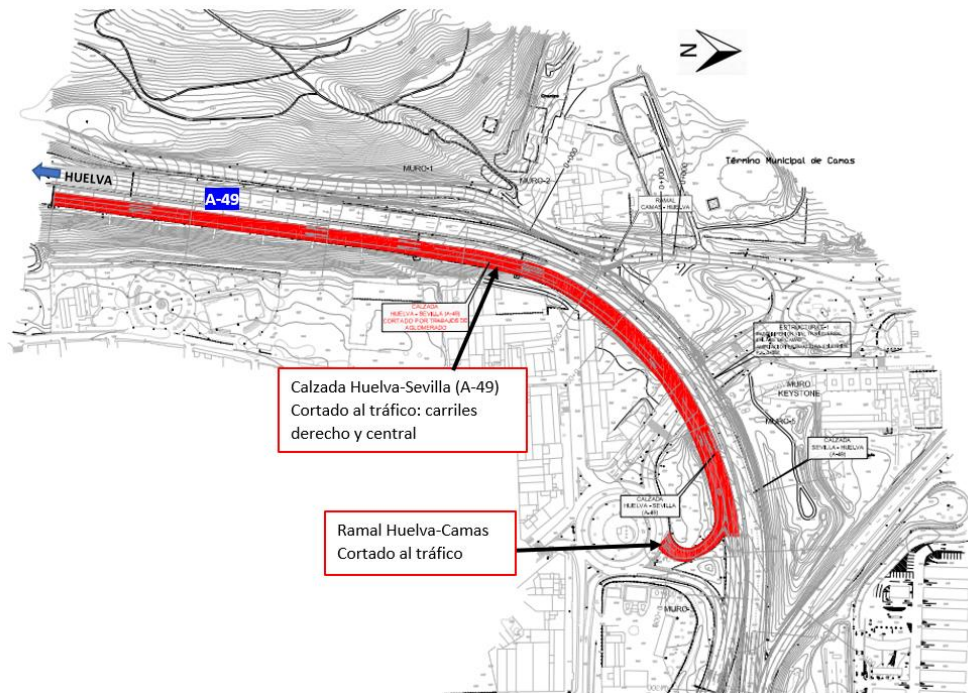 N
Término Municipal de Camas
HUELVA
A-49
MURO-1
MURO-2
RAMAL
CAMAS - HUELVA
CALZADA
HUELVA - SEVILLA (A-49)
CORTADO POR TRABAJOS DE
AGLOMERADO
Calzada Huelva-Sevilla (A-49)
Cortado al tráfico: carriles
derecho y central
MURO
KEYSTONE
MURO-5
CALZADA
SEVILLA - HUELVA
(A-49)
CALZADA
HUELVA - SEVILLA
(A-49)
Ramal Huelva-Camas
Cortado al tráfico